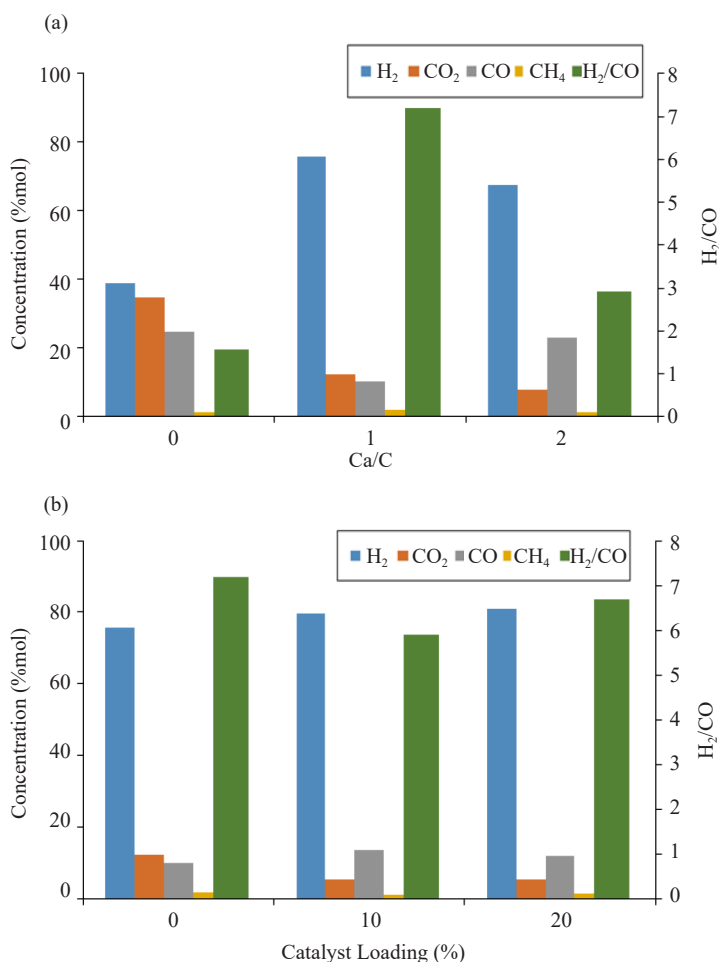 (a)
H₂ CO₂ CO CH₄ H₂/CO
100
80
60
40
20
0
Concentration (%mol)
8
7
6
5
4
3
2
1
0
H₂/CO
0 1 2
Ca/C
(b)
H₂ CO₂ CO CH₄ H₂/CO
100
80
60
40
20
0
Concentration (%mol)
8
7
6
5
4
3
2
1
0
H₂/CO
0 10 20
Catalyst Loading (%)